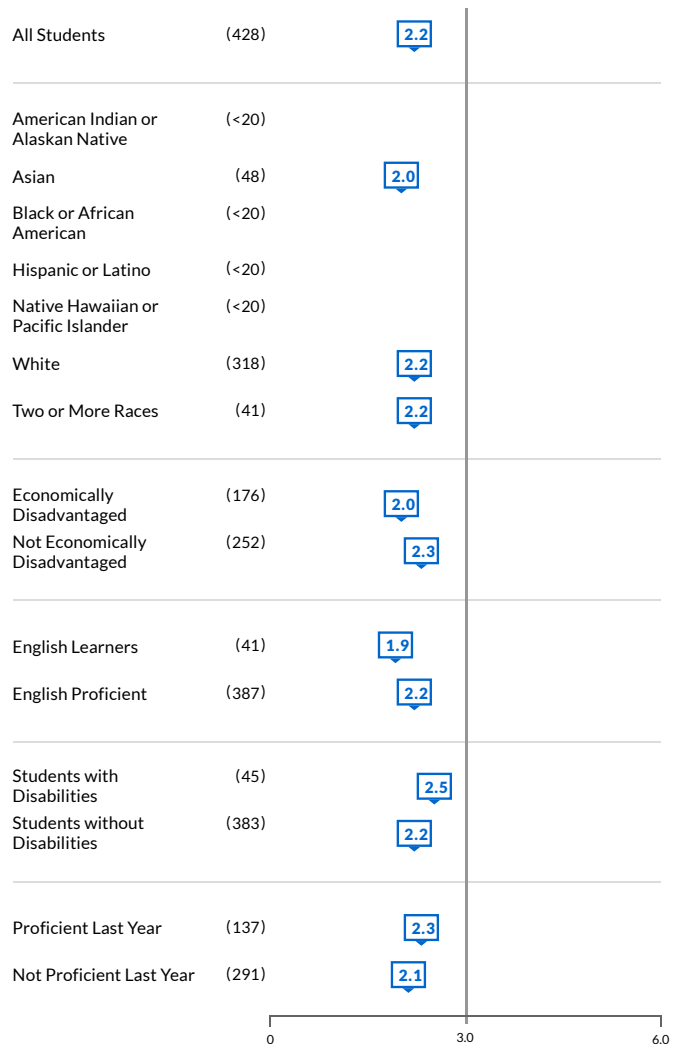 All Students (428) 2.2
American Indian or (<20)
Alaskan Native
Asian (48) 2.0
Black or African (<20)
American
Hispanic or Latino (<20)
Native Hawaiian or (<20)
Pacific Islander
White (318) 2.2
Two or More Races (41) 2.2
Economically (176) 2.0
Disadvantaged
Not Economically (252) 2.3
Disadvantaged
English Learners (41) 1.9
English Proficient (387) 2.2
Students with (45) 2.5
Disabilities
Students without (383) 2.2
Disabilities
Proficient Last Year (137) 2.3
Not Proficient Last Year (291) 2.1
0 3.0 6.0